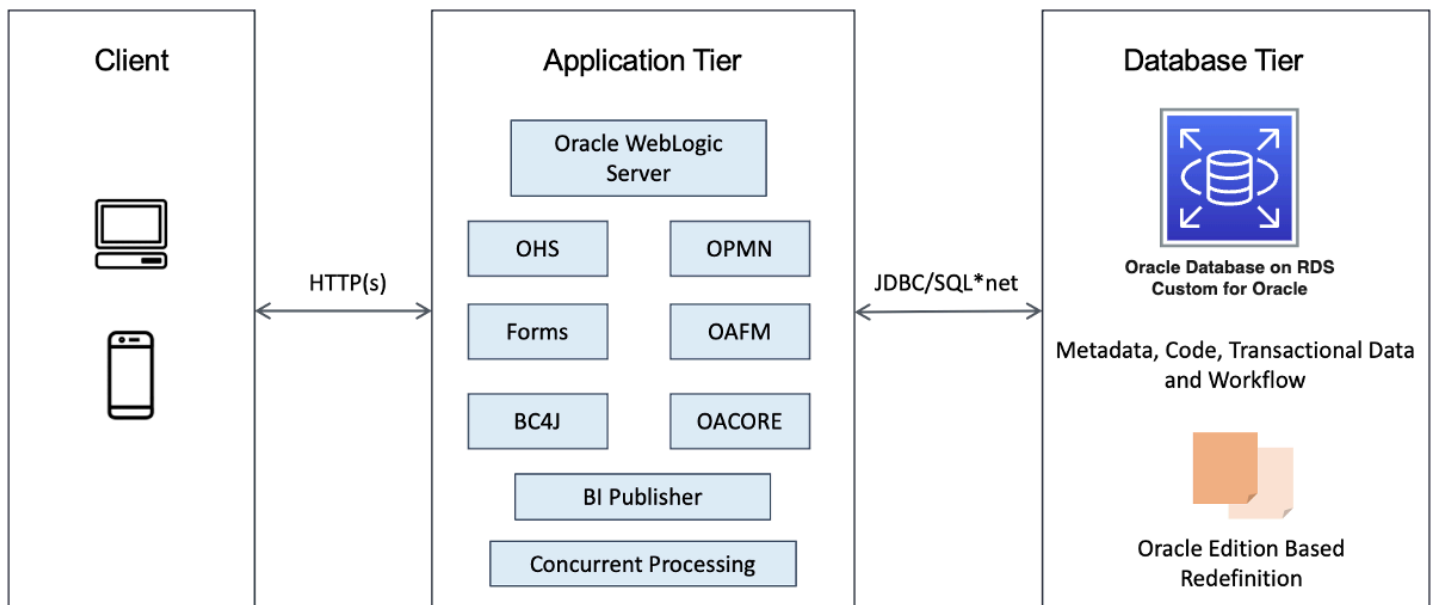 Client
Application Tier
Database Tier
Oracle WebLogic
Server
OHS
OPMN
Forms
OAFM
BC4J
OACORE
BI Publisher
Concurrent Processing
HTTP(s)
JDBC/SQL*net
Oracle Database on RDS
Custom for Oracle
Metadata, Code, Transactional Data
and Workflow
Oracle Edition Based
Redefinition